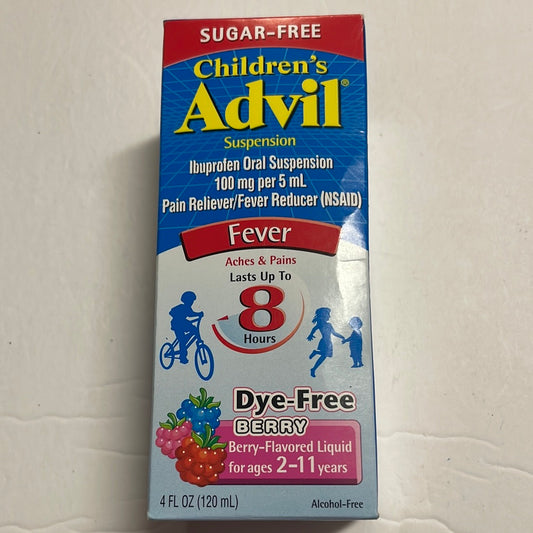 SUGAR-FREE
Children's
Advil®
Suspension
Ibuprofen Oral Suspension
100 mg per 5 mL
Pain Reliever/Fever Reducer (NSAID)
Fever
Aches & Pains
Lasts Up To
8
Hours
Dye-Free
BERRY
Berry-Flavored Liquid
for ages 2–11 years
4 FL OZ (120 mL)
Alcohol-Free